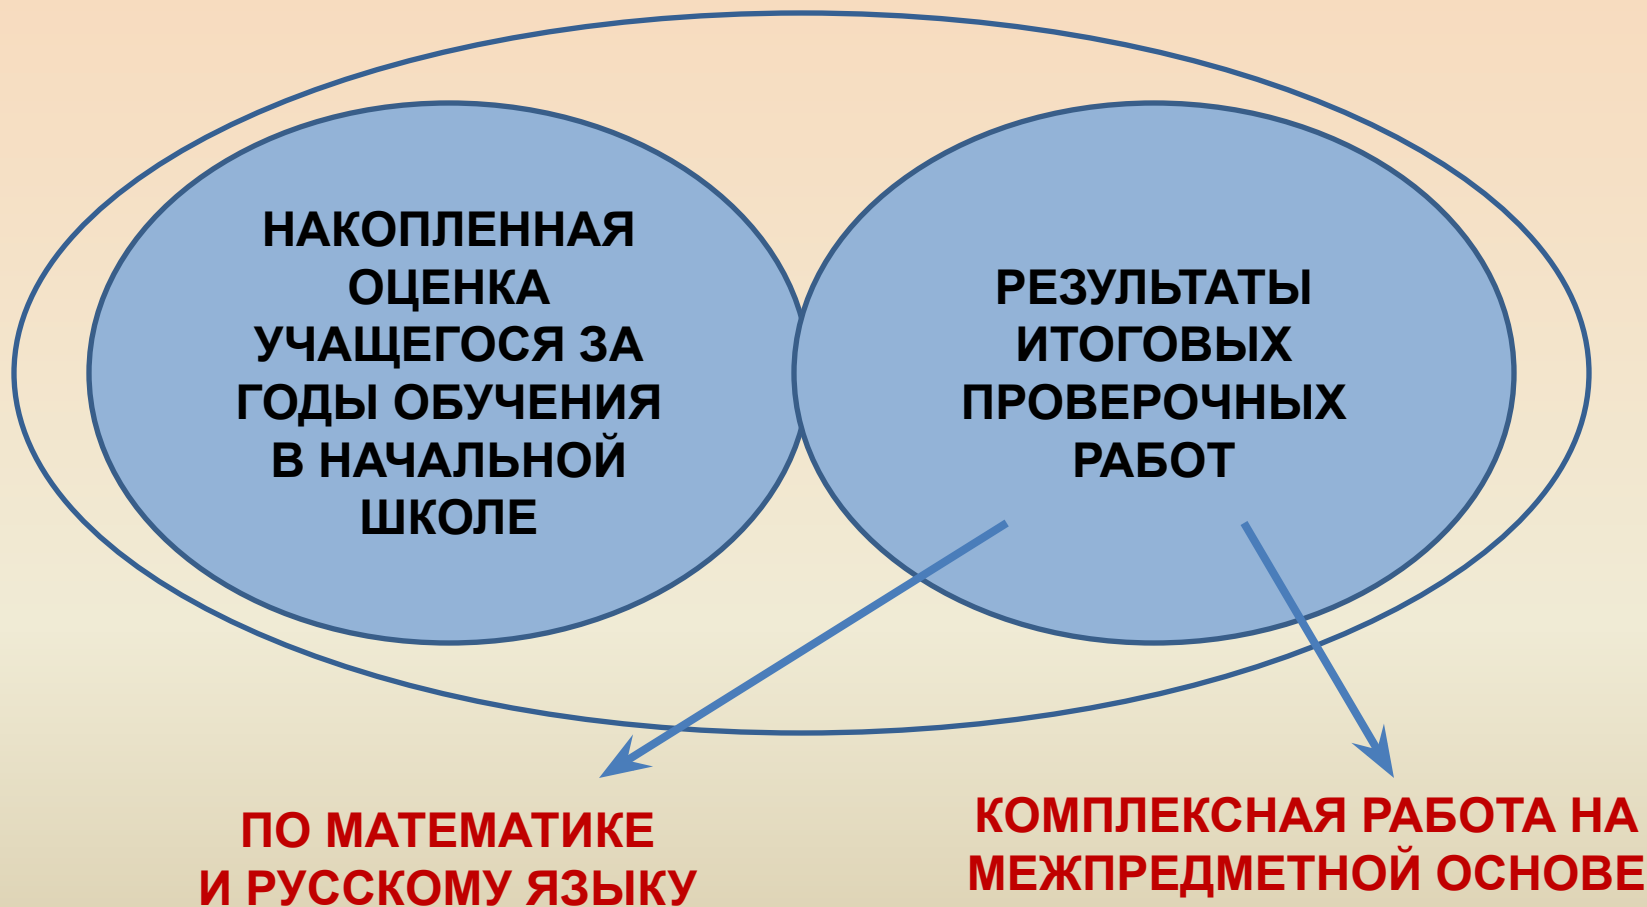 НАКОПЛЕННАЯ
ОЦЕНКА
УЧАЩЕГОСЯ ЗА
ГОДЫ ОБУЧЕНИЯ
В НАЧАЛЬНОЙ
ШКОЛЕ
РЕЗУЛЬТАТЫ
ИТОГОВЫХ
ПРОВЕРОЧНЫХ
РАБОТ
ПО МАТЕМАТИКЕ
И РУССКОМУ ЯЗЫКУ
КОМПЛЕКСНАЯ РАБОТА НА
МЕЖПРЕДМЕТНОЙ ОСНОВЕ